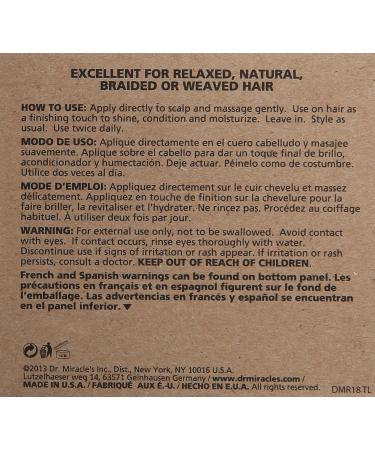 EXCELLENT FOR RELAXED, NATURAL,
BRAIDED OR WEAVED HAIR
HOW TO USE: Apply directly to scalp and massage gently. Use on hair as
a finishing touch to shine, condition and moisturize. Leave in. Style as
usual. Use twice daily.
MODO DE USO: Aplique directamente en el cuero cabelludo y masajee
suavemente. Aplique sobre el cabello para dar un toque final de brillo,
acondicionador y humectación. Deje actuar. Péinelo como de costumbre.
Utilice dos veces al día.
MODE D'EMPLOI: Appliquez directement sur le cuir chevelu et massez
délicatement. Appliquez en touche de finition sur la chevelure pour la
faire briller, la revitaliser et l'hydrater. Ne rincez pas. Procédez au coiffage
habituel. À utiliser deux fois par jour.
WARNING: For external use only, not to be swallowed. Avoid contact
with eyes. If contact occurs, rinse eyes thoroughly with water.
Discontinue use if signs of irritation or rash appear. If irritation or rash
persists, consult a doctor. KEEP OUT OF REACH OF CHILDREN.
French and Spanish warnings can be found on bottom panel. Les
précautions en français et en espagnol figurent sur le fond de
l'emballage. Las advertencias en francés y español se encuentran
en el panel inferior. ▼
©2013 Dr. Miracle's Inc. Dist., New York, NY 10016 U.S.A.
Lutzelhaeser weg 14, 63571 Gelnhausen Germany / www.drmiracles.com /
MADE IN U.S.A. / FABRIQUÉ AUX É.-U. / HECHO EN E.U.A. All rights reserved.
DMR18TL